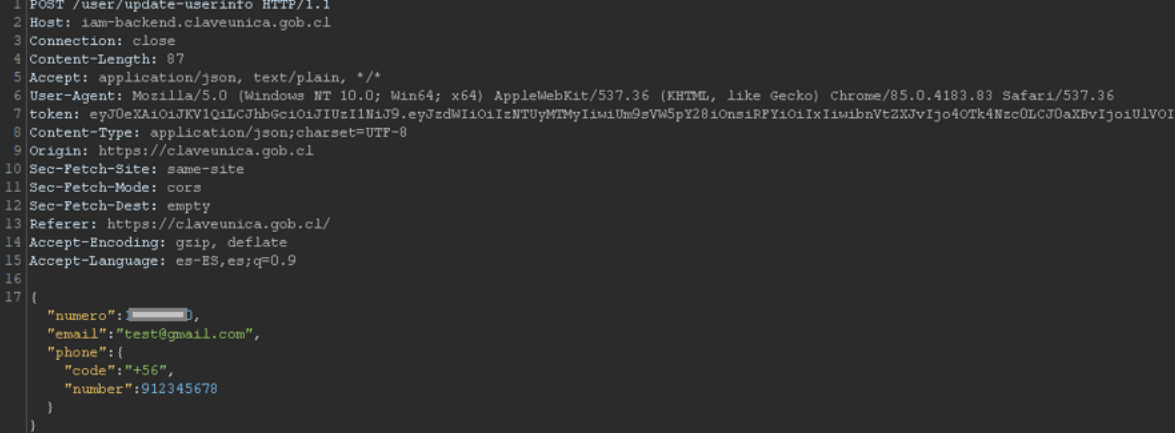 1 POST /user/update-userinfo HTTP/1.1
2 Host: iam-backend.claveunica.gob.cl
3 Connection: close
4 Content-Length: 87
5 Accept: application/json, text/plain, */*
6 User-Agent: Mozilla/5.0 (Windows NT 10.0; Win64; x64) AppleWebKit/537.36 (KHTML, like Gecko) Chrome/85.0.4183.83 Safari/537.36
7 token:
8 Content-Type: application/json;charset=UTF-8
9 Origin: https://claveunica.gob.cl
10 Sec-Fetch-Site: same-site
11 Sec-Fetch-Mode: cors
12 Sec-Fetch-Dest: empty
13 Referer: https://claveunica.gob.cl/
14 Accept-Encoding: gzip, deflate
15 Accept-Language: es-ES,es;q=0.9
16
17 {
"numero":
"email":"test@gmail.com",
"phone":{
"code":"+56",
"number":912345678
}
}